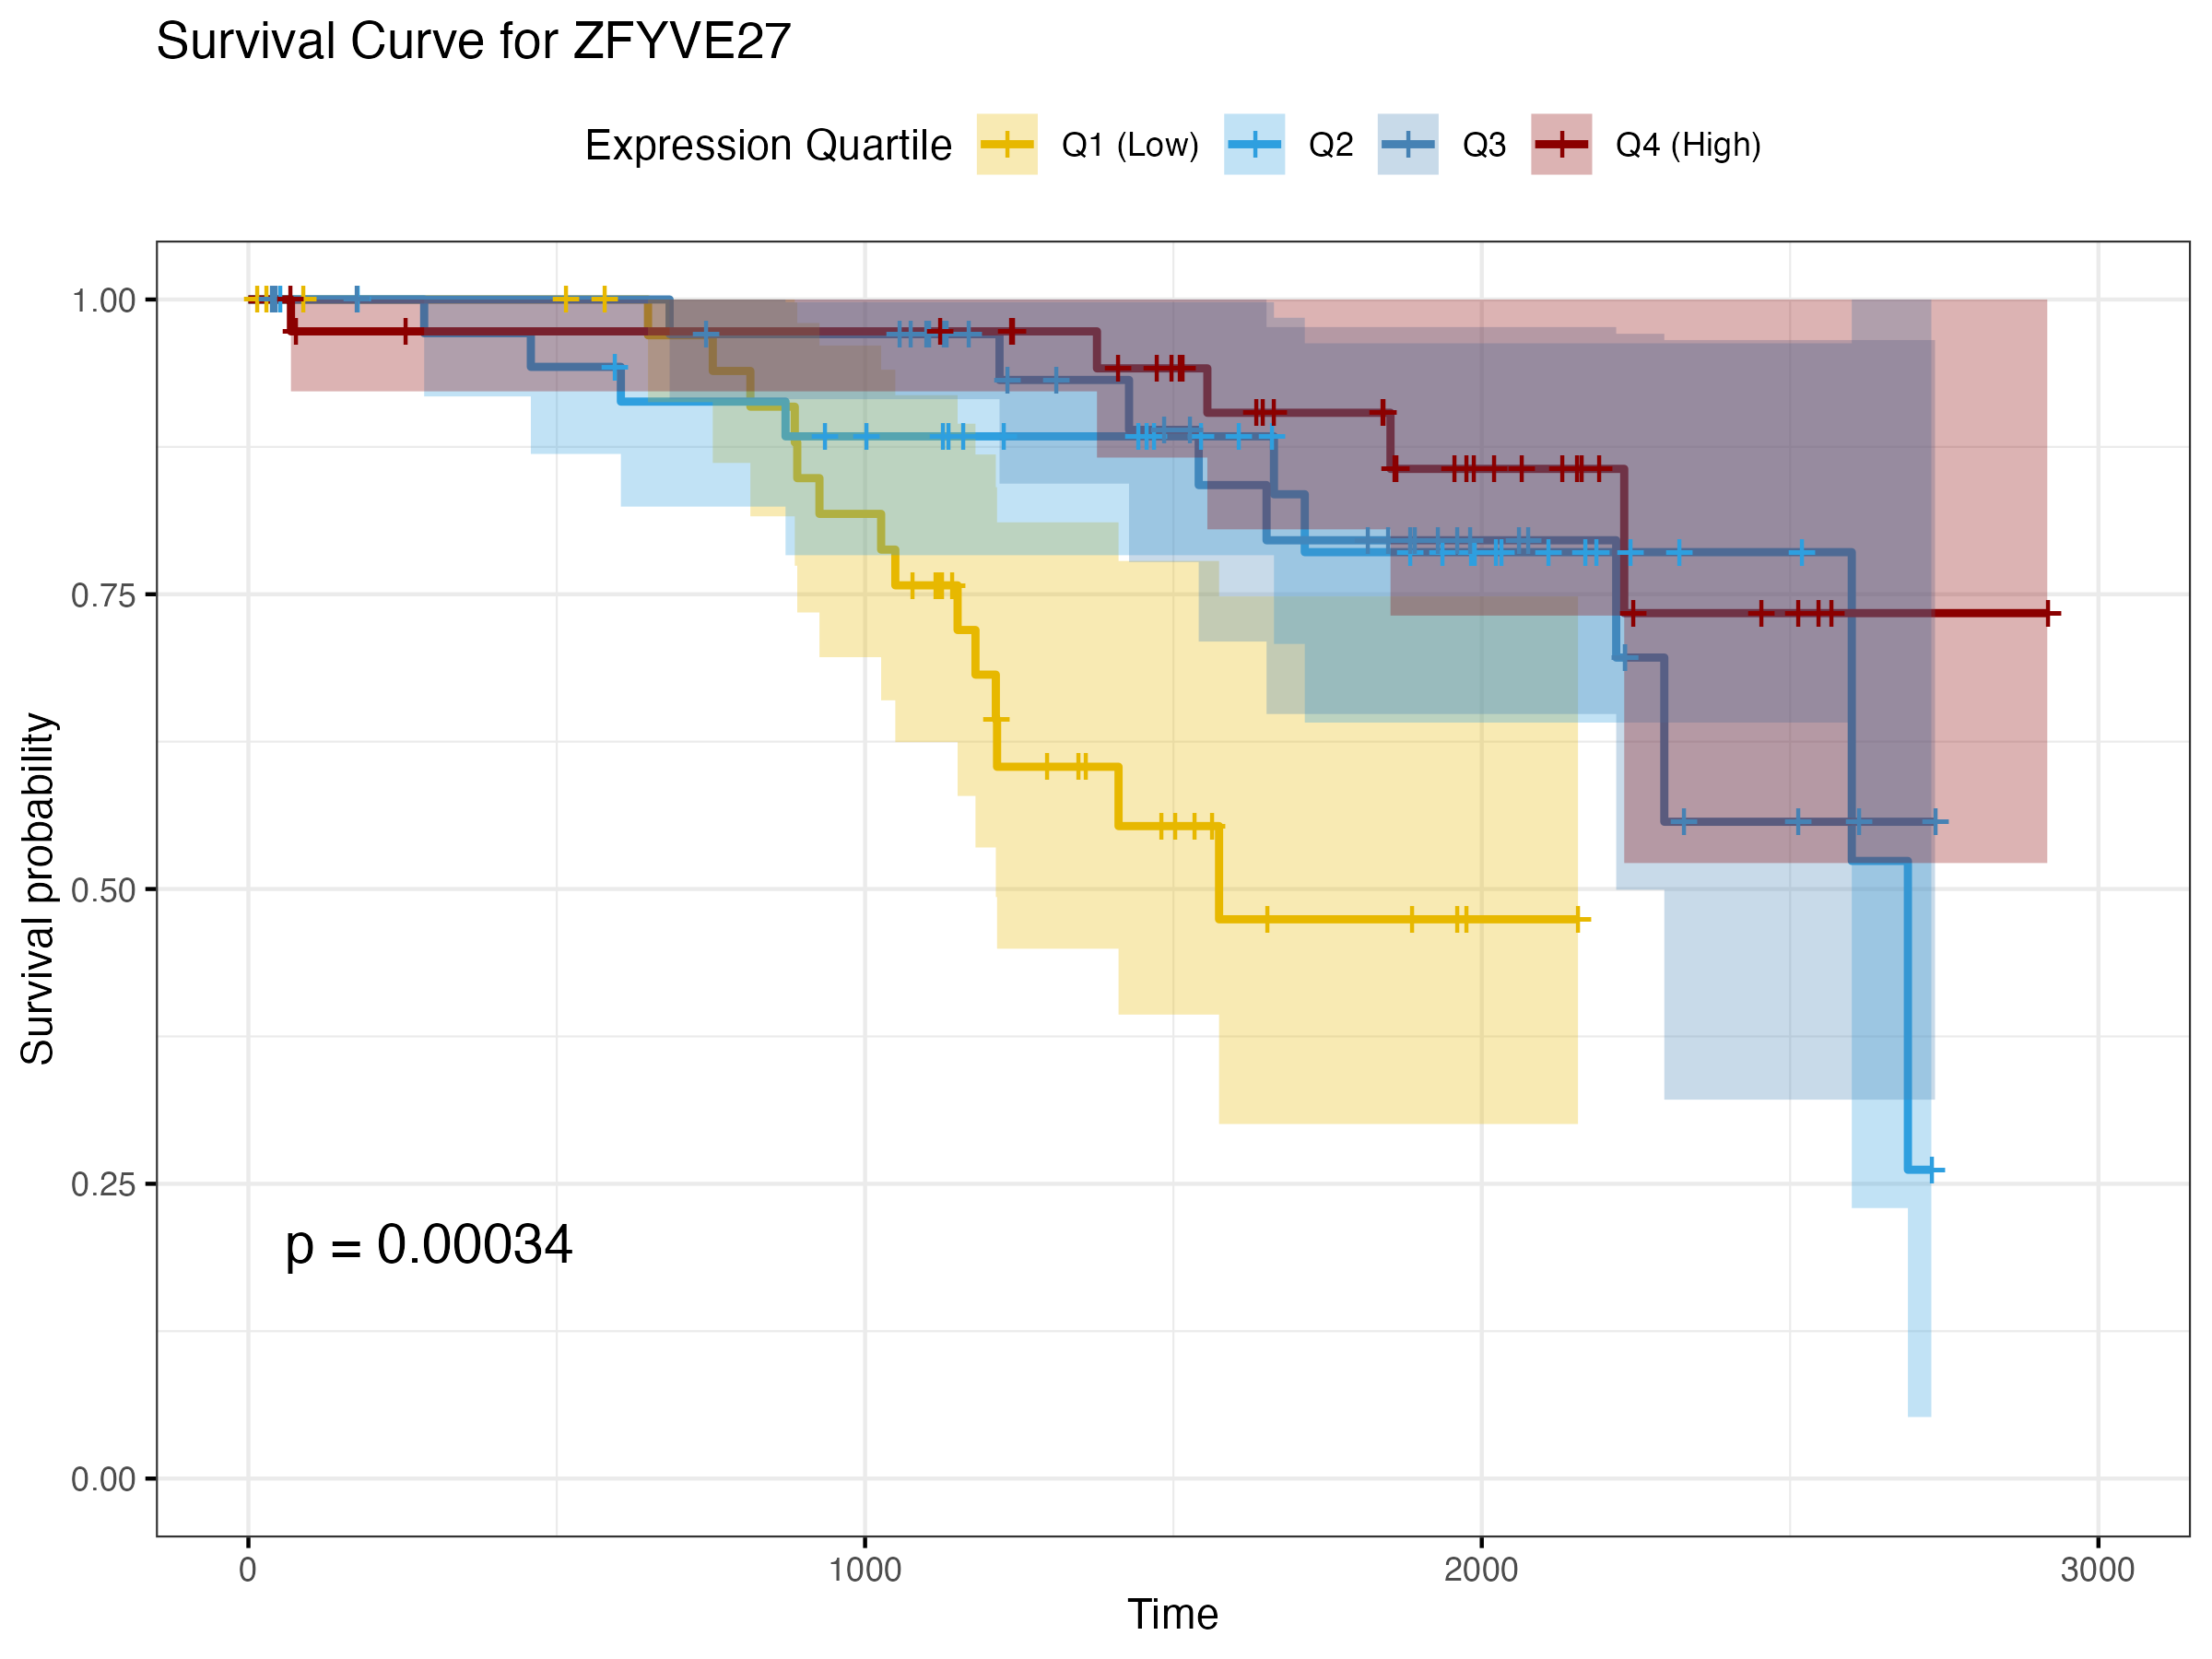 Survival Curve for ZFYVE27
Expression Quartile Q1 (Low) Q2 Q3 Q4 (High)
1.00
0.75
0.50
0.25
0.00
Survival probability
p = 0.00034
0 1000 2000 3000
Time